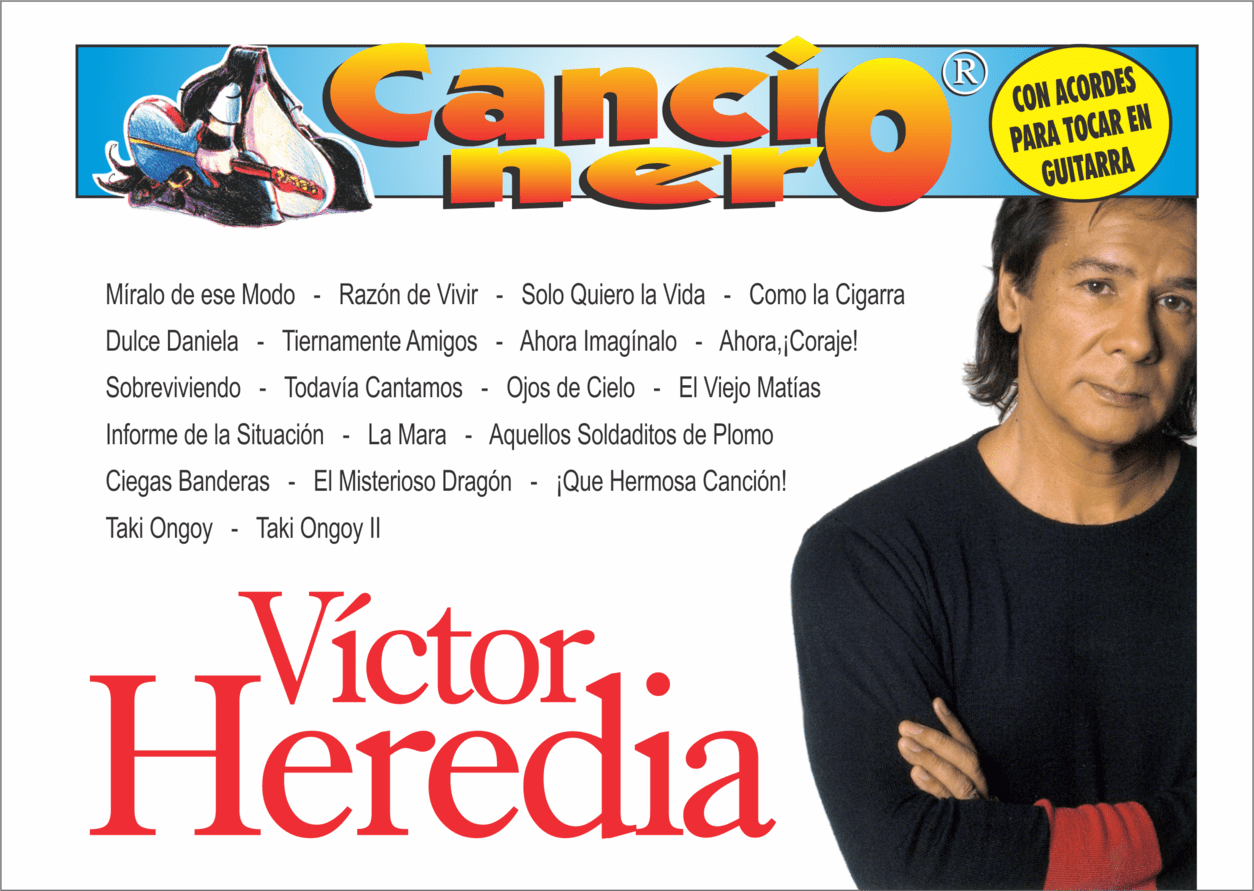 Cancio
nero
®
CON ACORDES
PARA TOCAR EN
GUITARRA
Míralo de ese Modo - Razón de Vivir - Solo Quiero la Vida - Como la Cigarra
Dulce Daniela - Tiernamente Amigos - Ahora Imagínalo - Ahora,¡Coraje!
Sobreviviendo - Todavía Cantamos - Ojos de Cielo - El Viejo Matías
Informe de la Situación - La Mara - Aquellos Soldaditos de Plomo
Ciegas Banderas - El Misterioso Dragón - ¡Que Hermosa Canción!
Taki Ongoy - Taki Ongoy II
Víctor
Heredia